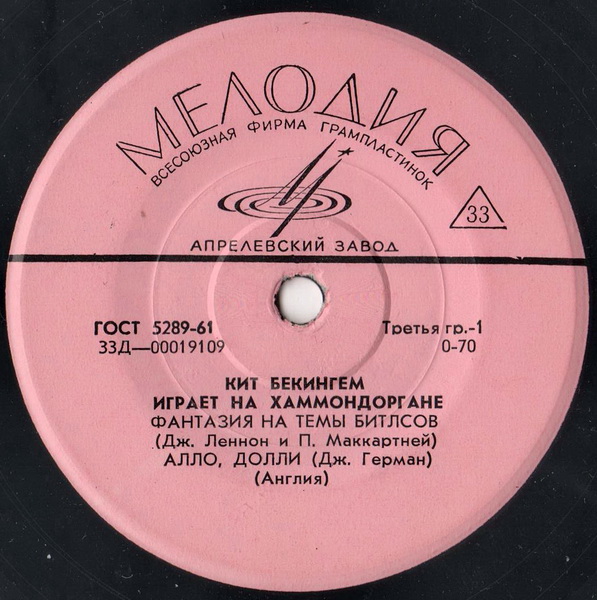 МЕЛОДИЯ
ВСЕСОЮЗНАЯ ФИРМА ГРАМПЛАСТИНОК
33
АПРЕЛЕВСКИЙ ЗАВОД
ГОСТ 5289-61 Третья гр.-1
33Д—00019109 0-70
КИТ БЕКИНГЕМ
ИГРАЕТ НА ХАММОНДОРГАНЕ
ФАНТАЗИЯ НА ТЕМЫ БИТЛСОВ
(Дж. Леннон и П. Маккартней)
АЛЛО, ДОЛЛИ (Дж. Герман)
(Англия)